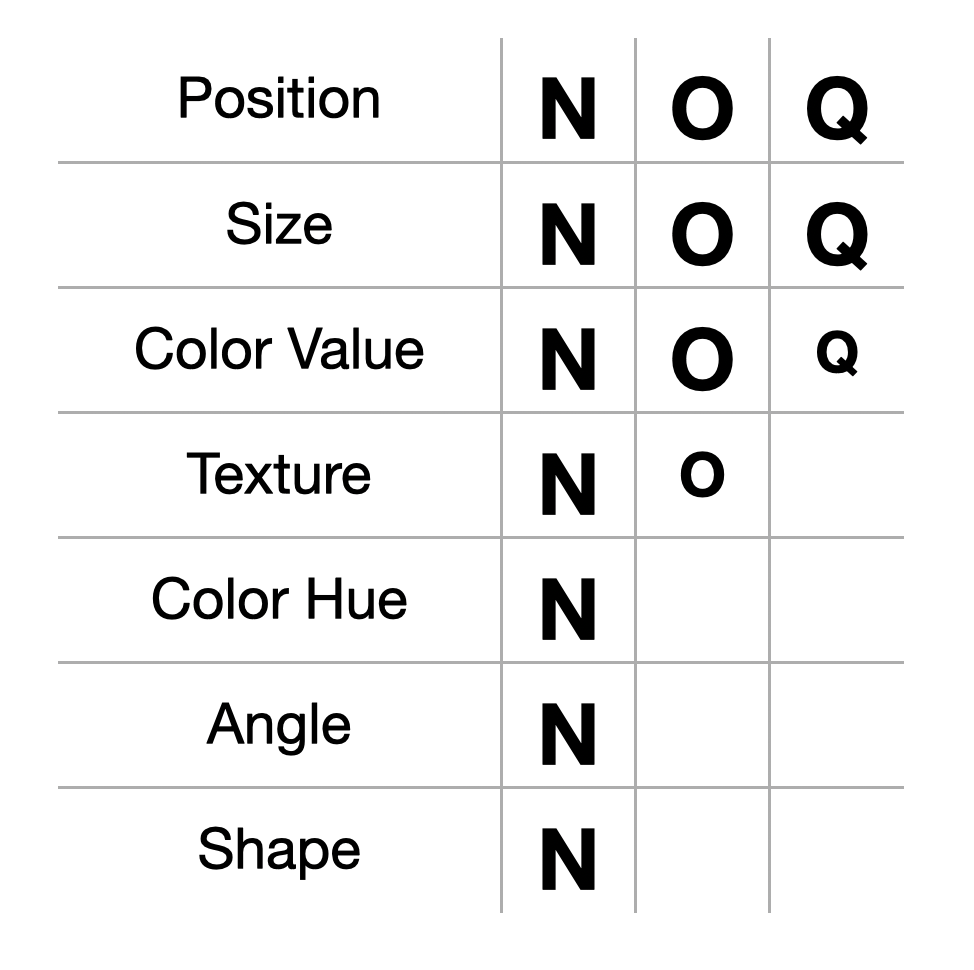 Position N O Q
Size N O Q
Color Value N O Q
Texture N O
Color Hue N
Angle N
Shape N